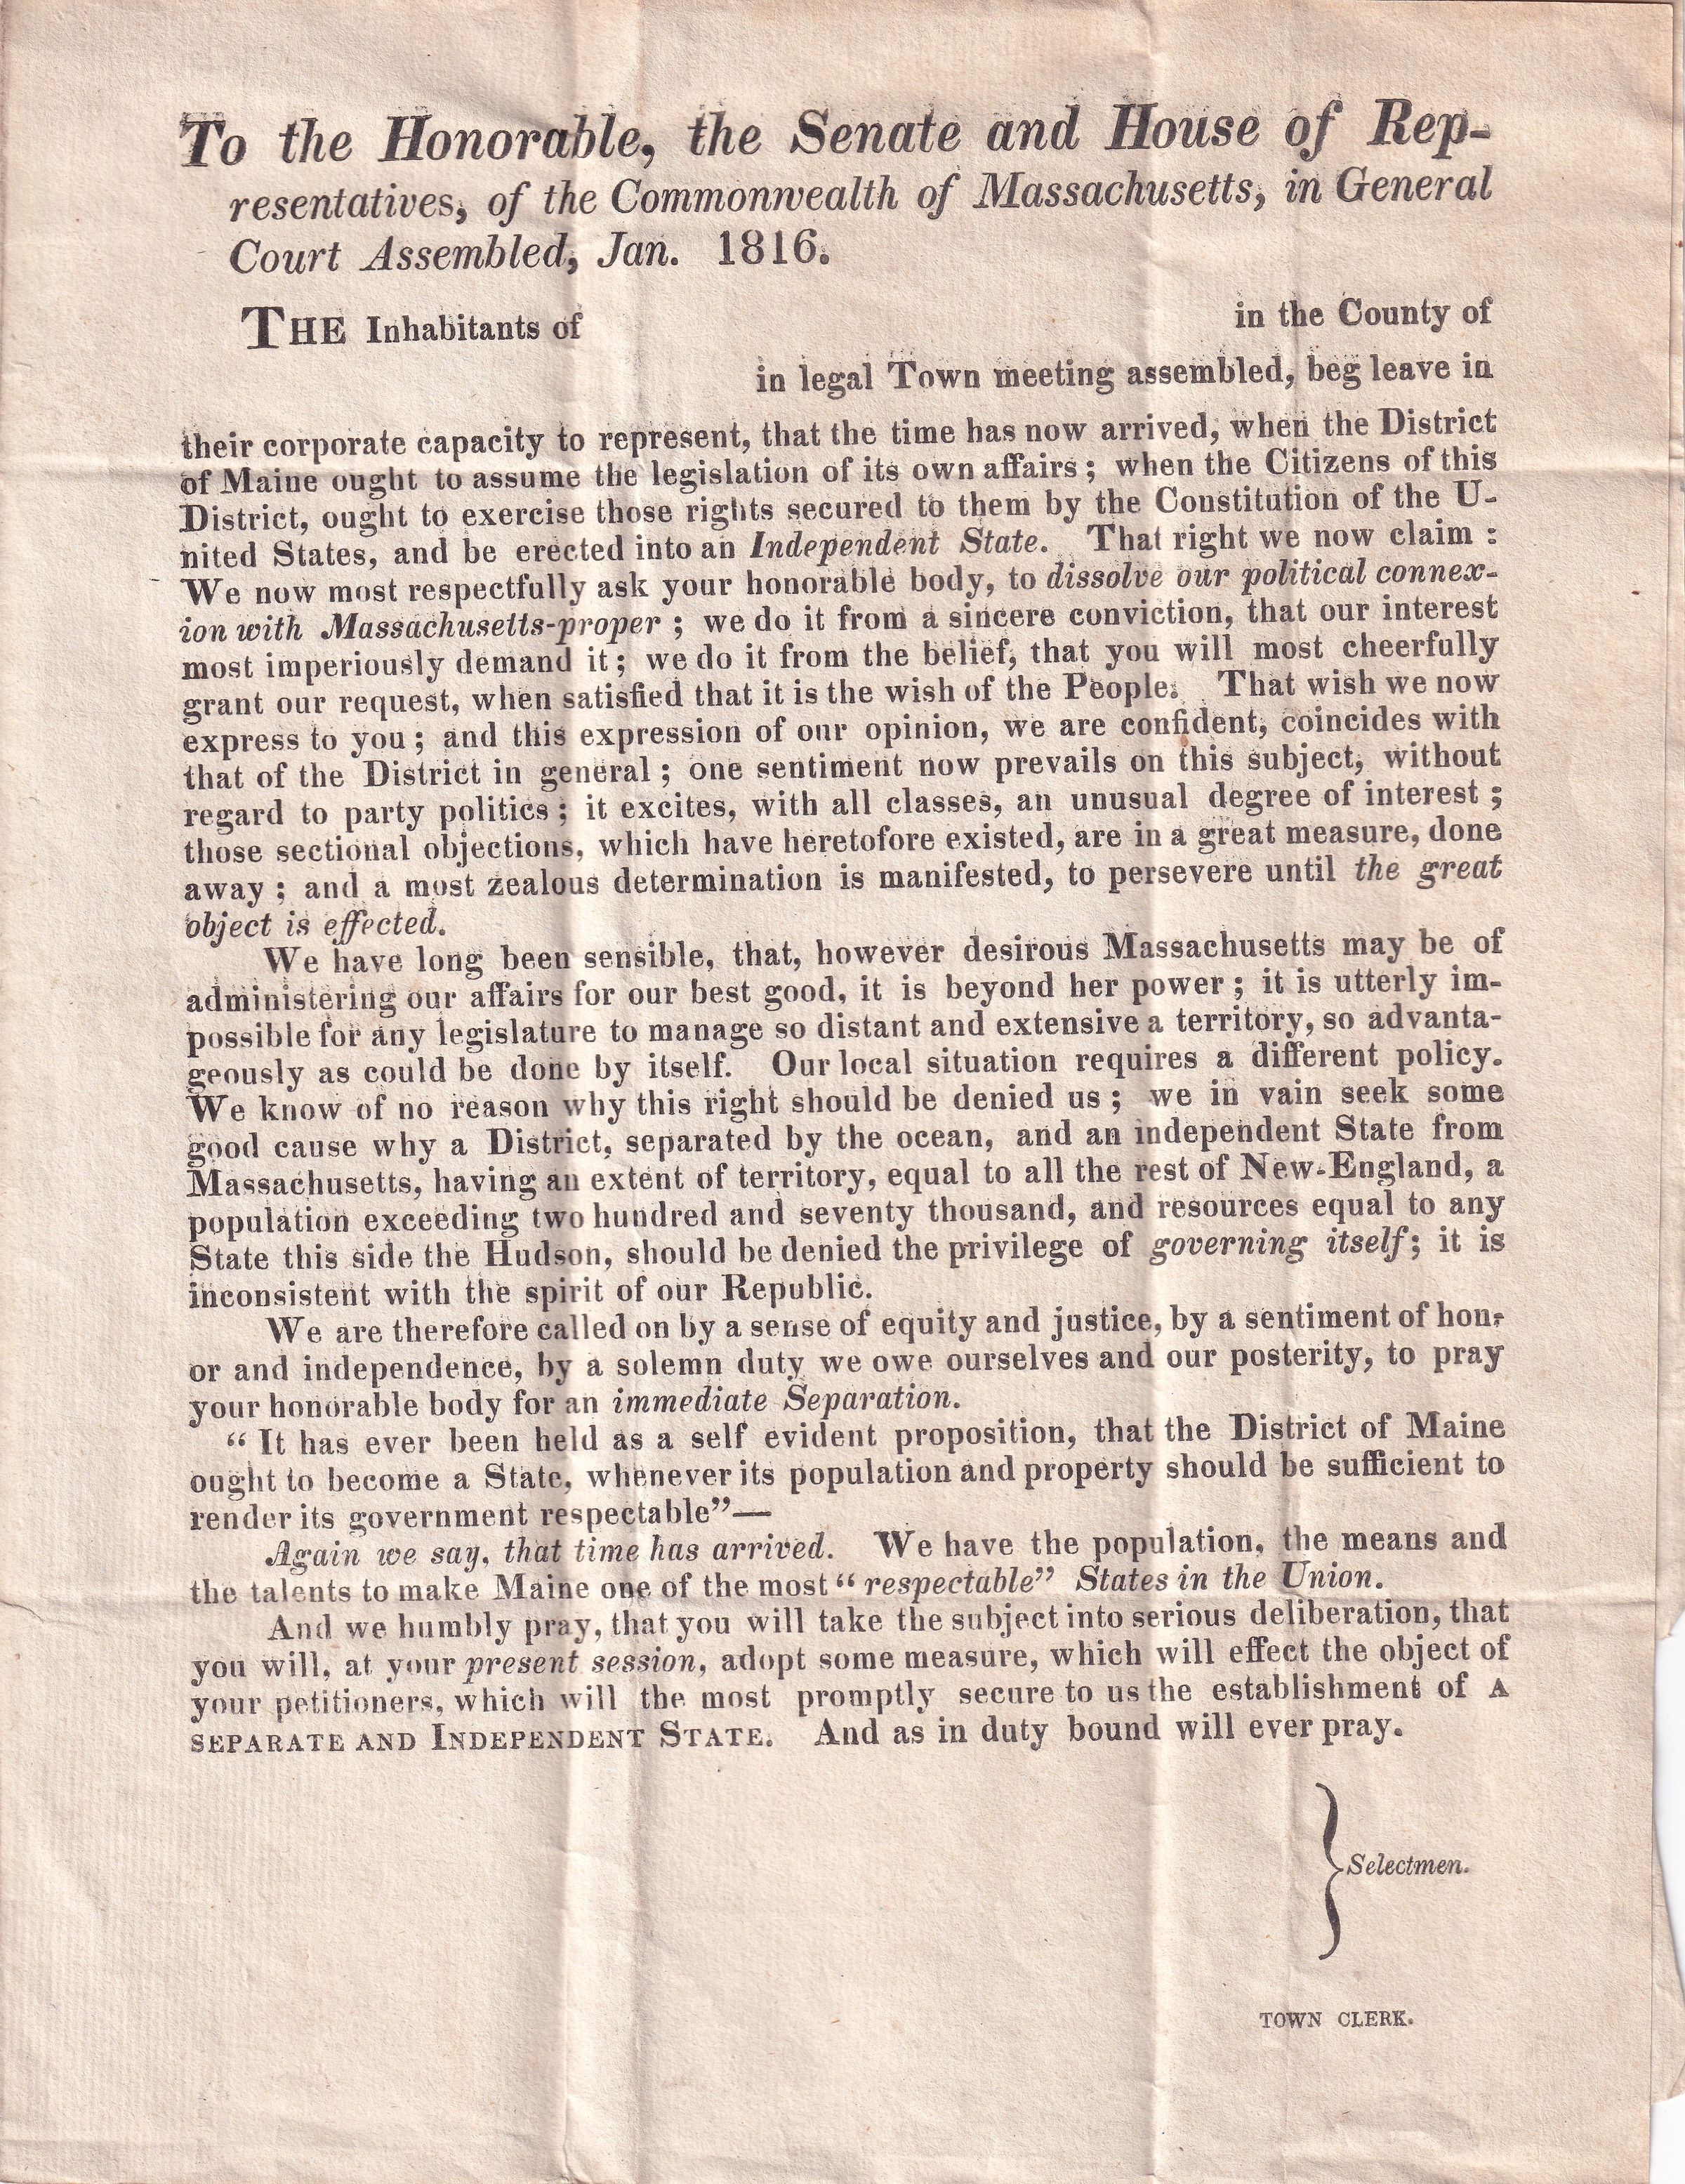 To the Honorable, the Senate and House of Rep-
resentatives, of the Commonwealth of Massachusetts, in General
Court Assembled, Jan. 1816.
THE Inhabitants of in the County of
in legal Town meeting assembled, beg leave in
their corporate capacity to represent, that the time has now arrived, when the District
of Maine ought to assume the legislation of its own affairs; when the Citizens of this
District, ought to exercise those rights secured to them by the Constitution of the U-
nited States, and be erected into an Independent State. That right we now claim :
We now most respectfully ask your honorable body, to dissolve our political connex-
ion with Massachusetts-proper ; we do it from a sincere conviction, that our interest
most imperiously demand it; we do it from the belief, that you will most cheerfully
grant our request, when satisfied that it is the wish of the People. That wish we now
express to you ; and this expression of our opinion, we are confident, coincides with
that of the District in general ; one sentiment now prevails on this subject, without
regard to party politics ; it excites, with all classes, an unusual degree of interest ;
those sectional objections, which have heretofore existed, are in a great measure, done
away ; and a most zealous determination is manifested, to persevere until the great
object is effected.
We have long been sensible, that, however desirous Massachusetts may be of
administering our affairs for our best good, it is beyond her power ; it is utterly im-
possible for any legislature to manage so distant and extensive a territory, so advanta-
geously as could be done by itself. Our local situation requires a different policy.
We know of no reason why this right should be denied us ; we in vain seek some
good cause why a District, separated by the ocean, and an independent State from
Massachusetts, having an extent of territory, equal to all the rest of New-England, a
population exceeding two hundred and seventy thousand, and resources equal to any
State this side the Hudson, should be denied the privilege of governing itself; it is
inconsistent with the spirit of our Republic.
We are therefore called on by a sense of equity and justice, by a sentiment of hon-
or and independence, by a solemn duty we owe ourselves and our posterity, to pray
your honorable body for an immediate Separation.
“ It has ever been held as a self evident proposition, that the District of Maine
ought to become a State, whenever its population and property should be sufficient to
render its government respectable”—
Again we say, that time has arrived. We have the population, the means and
the talents to make Maine one of the most “ respectable” States in the Union.
And we humbly pray, that you will take the subject into serious deliberation, that
you will, at your present session, adopt some measure, which will effect the object of
your petitioners, which will the most promptly secure to us the establishment of A
SEPARATE AND INDEPENDENT STATE. And as in duty bound will ever pray.
Selectmen.
TOWN CLERK.